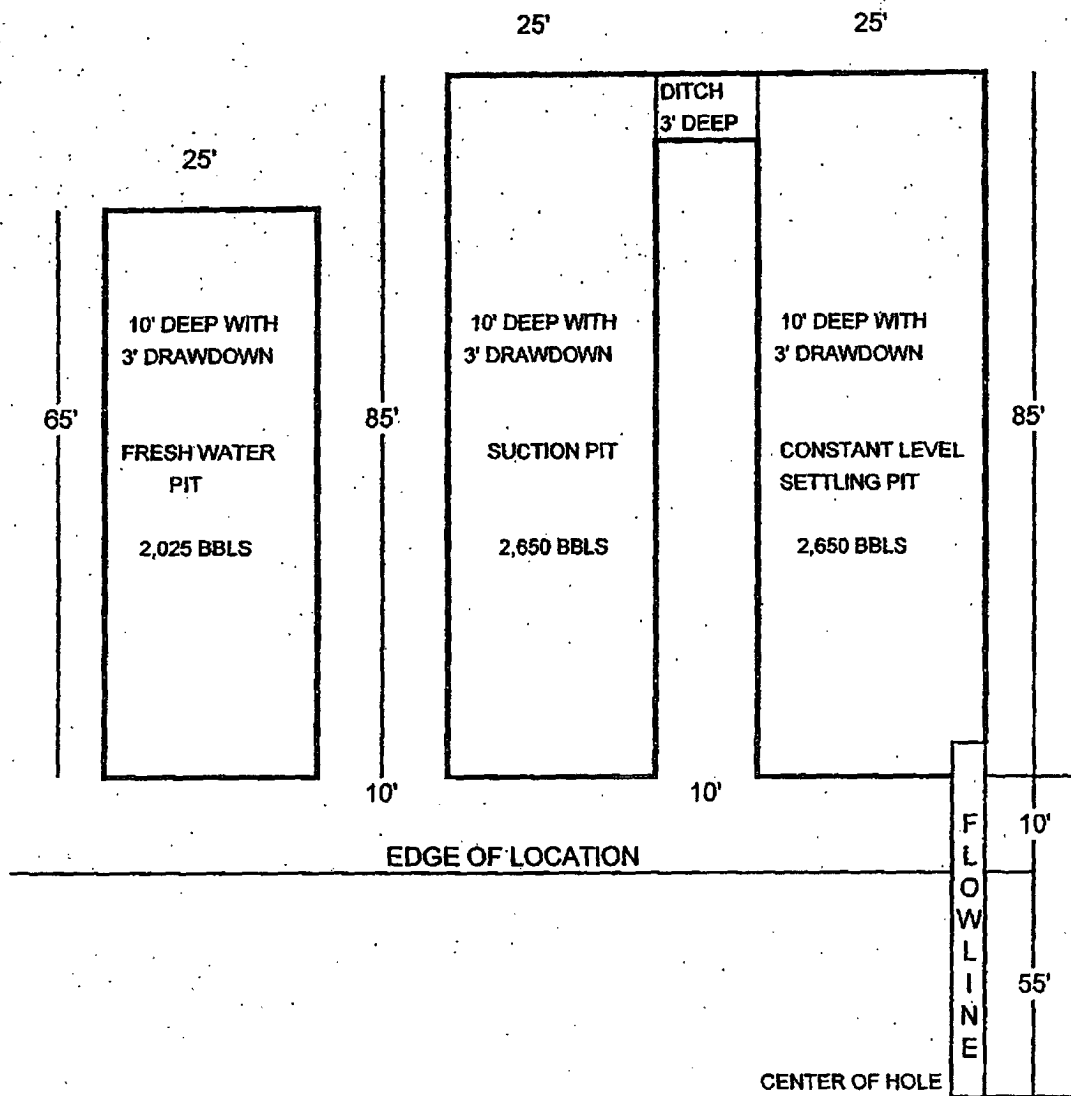 25'
25'
DITCH
3' DEEP
25'
10' DEEP WITH
3' DRAWDOWN
10' DEEP WITH
3' DRAWDOWN
10' DEEP WITH
3' DRAWDOWN
65'
85'
85'
FRESH WATER
PIT
SUCTION PIT
CONSTANT LEVEL
SETTLING PIT
2,025 BBLS
2,650 BBLS
2,650 BBLS
10'
10'
10'
EDGE OF LOCATION
FLOWLINE
55'
CENTER OF HOLE